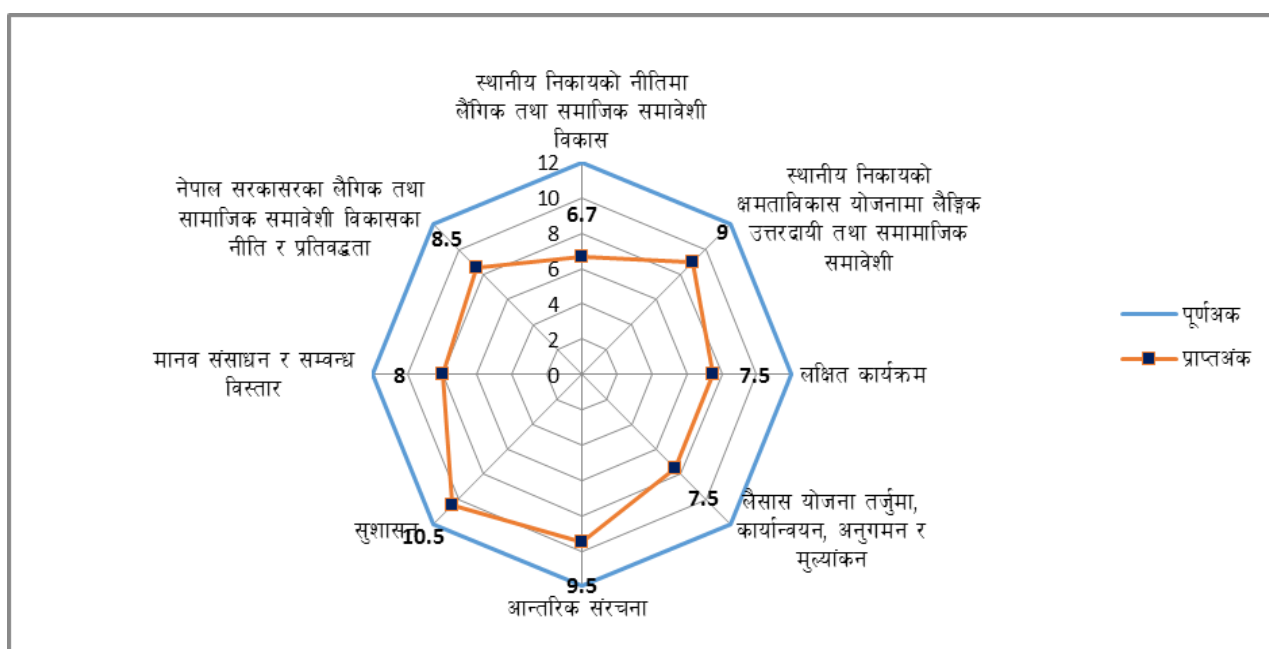 स्थानीय निकायको नीतिमा
लैंगिक तथा समाजिक समावेशी
विकास
12
10
8
6
4
2
0
6.7
स्थानीय निकायको
क्षमताविकास योजनामा लैङ्गिक
उत्तरदायी तथा समामाजिक
समावेशी
9
लक्षित कार्यक्रम
7.5
लैसास योजना तर्जुमा,
कार्यान्वयन, अनुगमन र
मुल्यांकन
7.5
आन्तरिक संरचना
9.5
सुशासन
10.5
मानव संसाधन र सम्वन्ध
विस्तार
8
नेपाल सरकासरका लैगिक तथा
सामाजिक समावेशी विकासका
नीति र प्रतिवद्धता
8.5
पूर्णअक
प्राप्तअंक